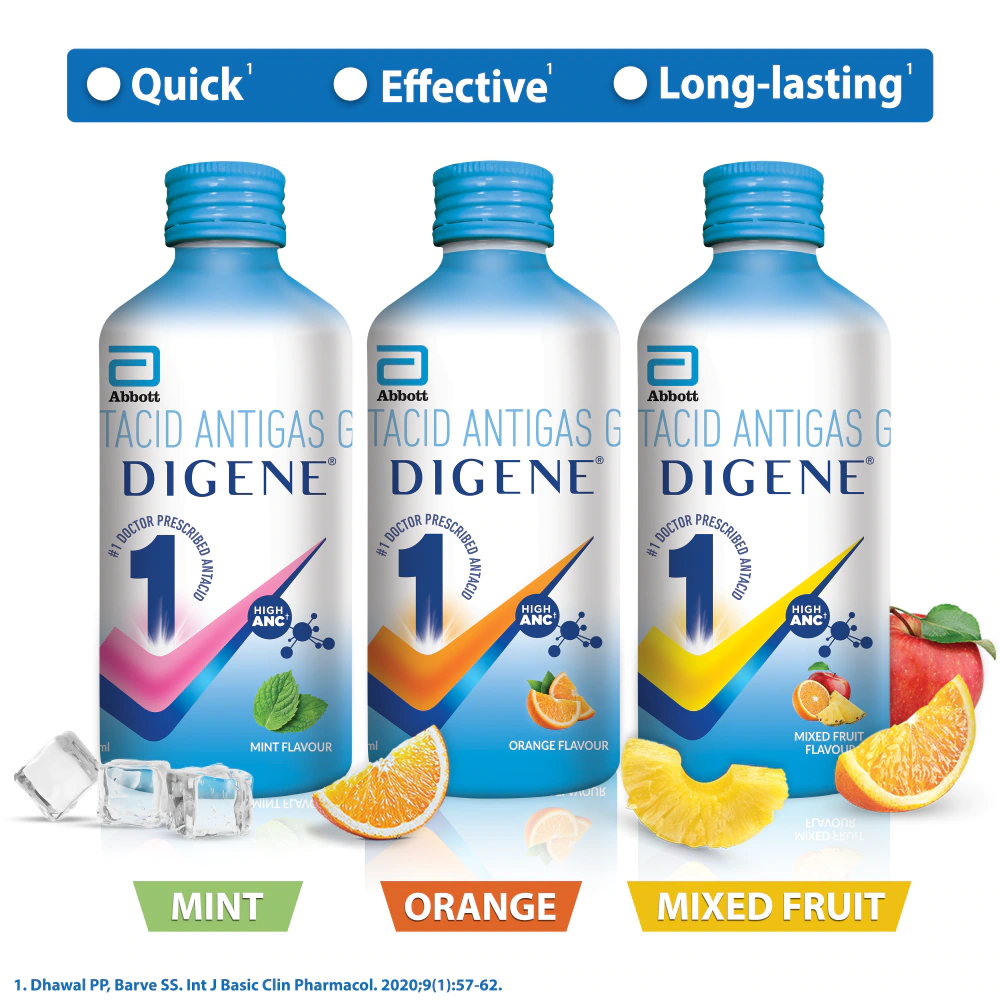 Quick¹ Effective¹ Long-lasting¹
Abbott
TACID ANTIGAS G
DIGENE®
#1 DOCTOR PRESCRIBED ANTACID
1
HIGH
ANC†
MINT FLAVOUR
ml
Abbott
TACID ANTIGAS G
DIGENE®
#1 DOCTOR PRESCRIBED ANTACID
1
HIGH
ANC†
ORANGE FLAVOUR
ml
Abbott
TACID ANTIGAS G
DIGENE®
#1 DOCTOR PRESCRIBED ANTACID
1
HIGH
ANC†
MIXED FRUIT
FLAVOUR
MINT
ORANGE
MIXED FRUIT
1. Dhawal PP, Barve SS. Int J Basic Clin Pharmacol. 2020;9(1):57-62.